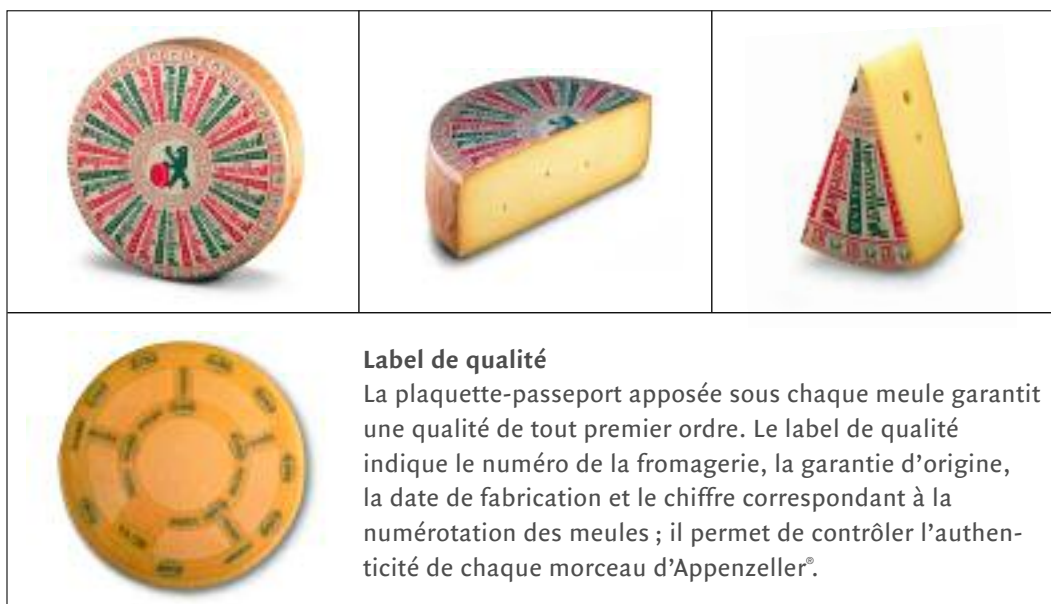 Appenzeller
Label de qualité
La plaquette-passeport apposée sous chaque meule garantit
une qualité de tout premier ordre. Le label de qualité
indique le numéro de la fromagerie, la garantie d’origine,
la date de fabrication et le chiffre correspondant à la
numérotation des meules ; il permet de contrôler l’authen-
ticité de chaque morceau d’Appenzeller®.